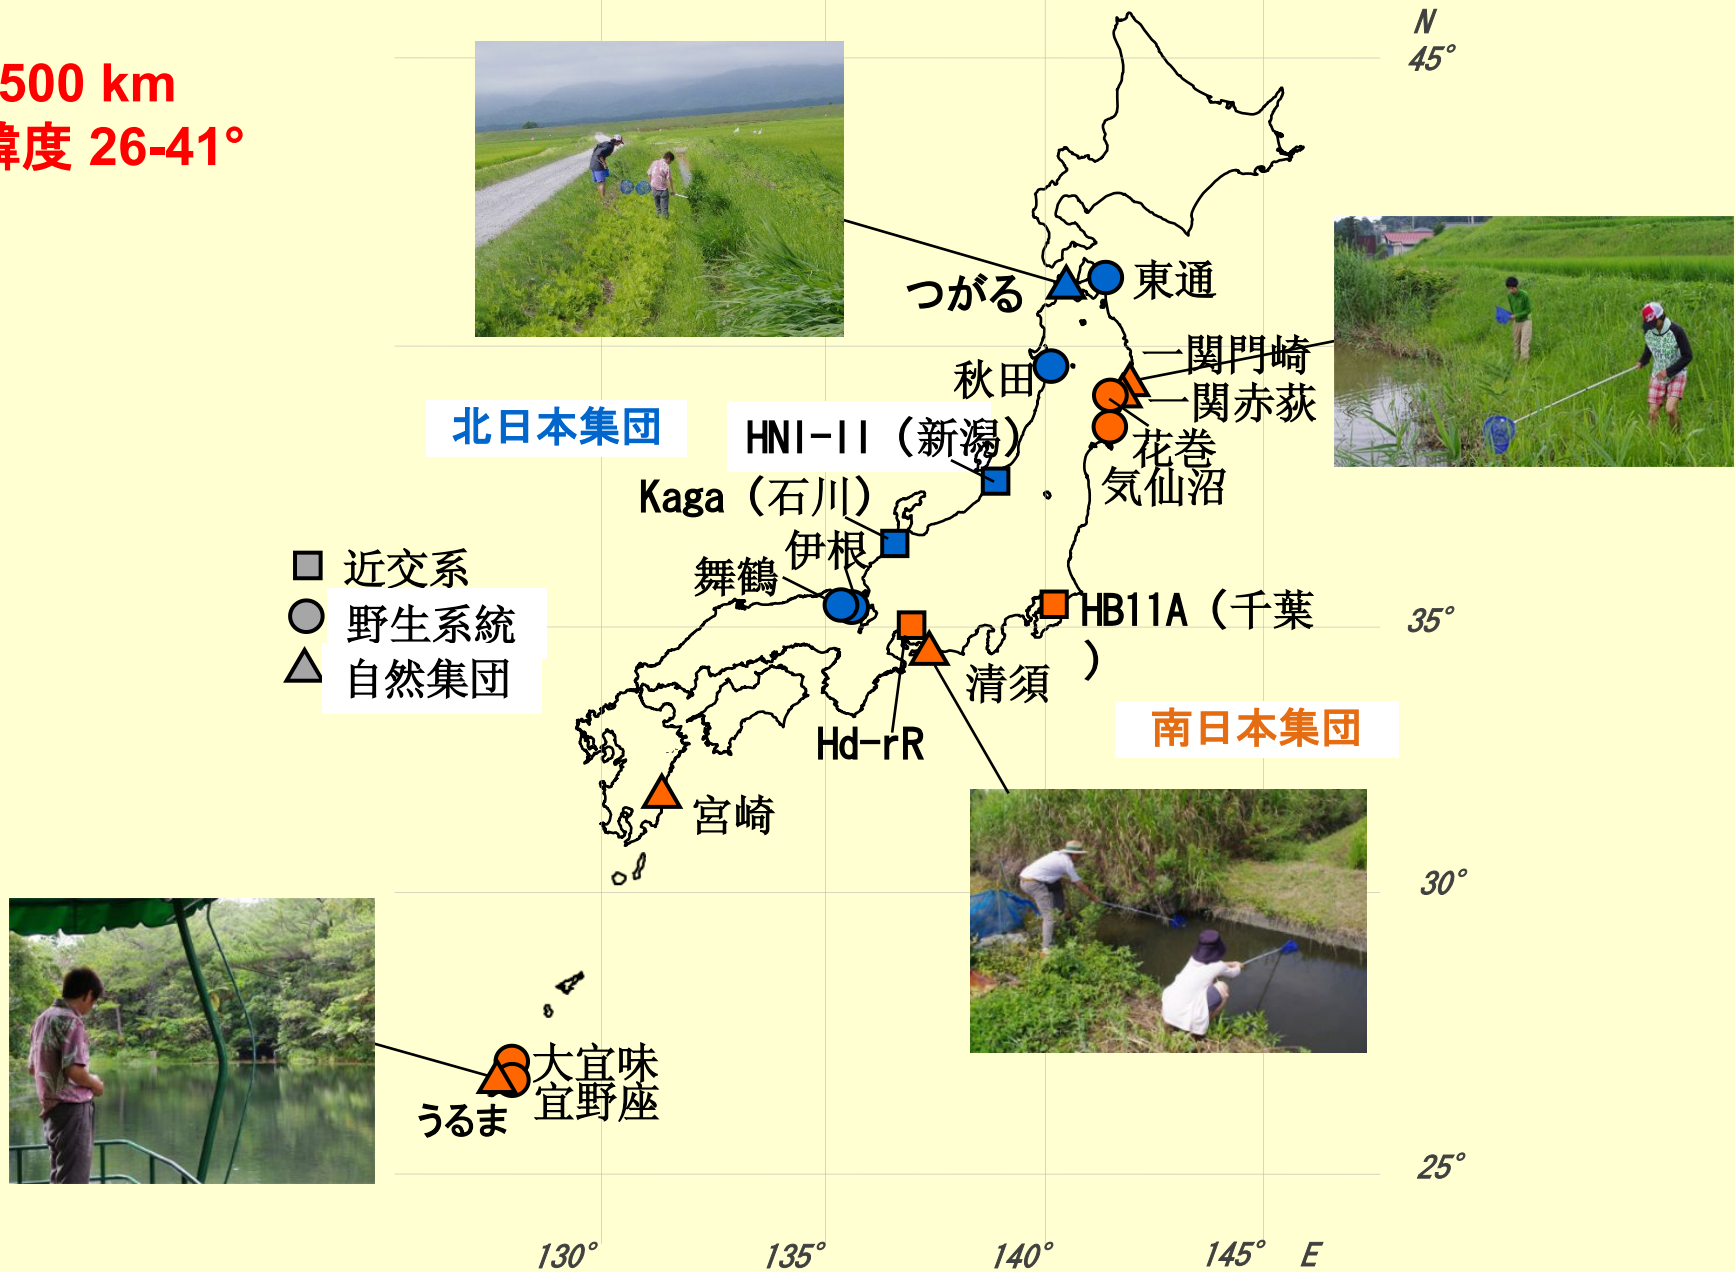 500 km
緯度 26-41°
N
45°
つがる
東通
一関門崎
秋田
一関赤荻
北日本集団
HNI-II（新潟）
花巻
気仙沼
Kaga（石川）
伊根
舞鶴
近交系
野生系統
自然集団
HB11A（千葉
）
35°
清須
南日本集団
Hd-rR
宮崎
30°
大宜味
宜野座
うるま
25°
130°
135°
140°
145°
E